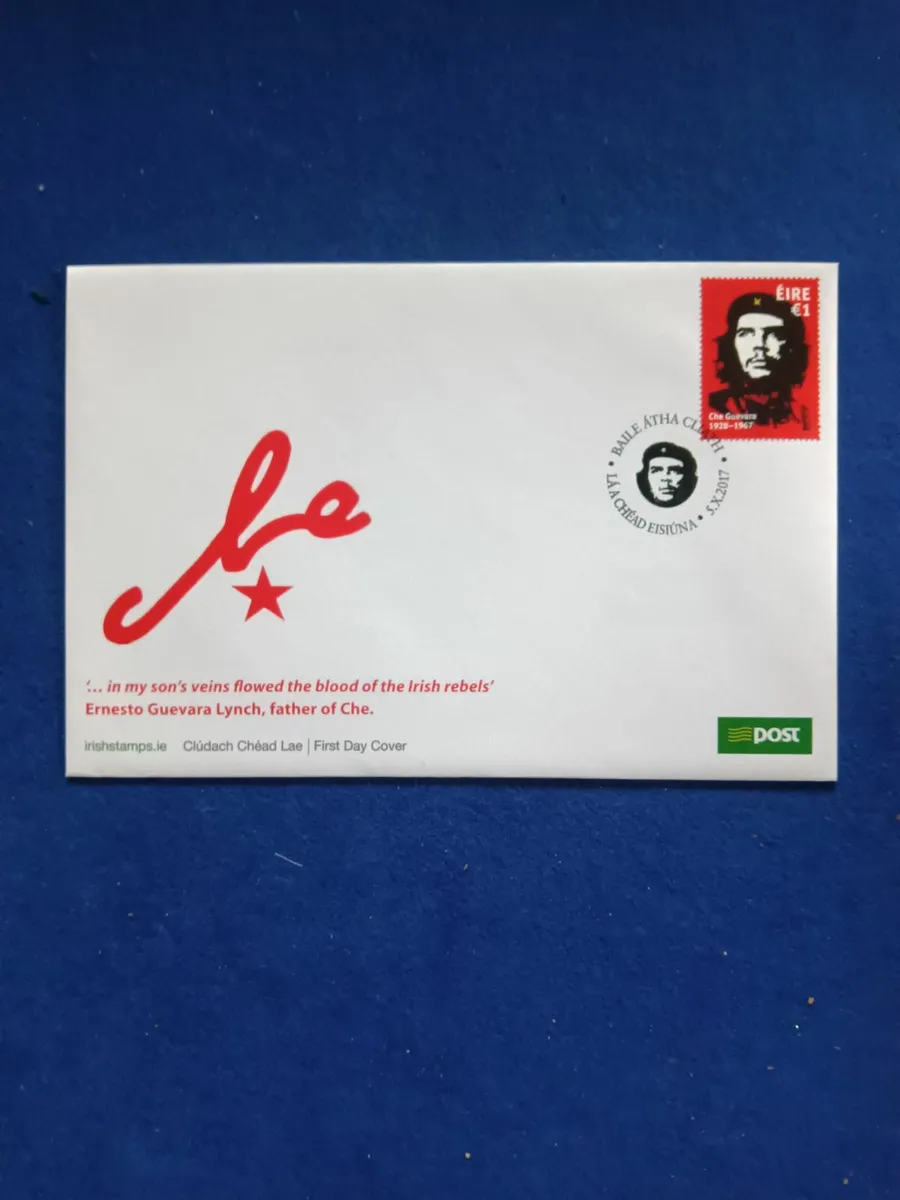 ÉIRE
€1
Che Guevara
1928–1967
• BAILE ÁTHA CLIATH •
LÁ A CHÉAD EISIÚNA • 5.X.2017
Che
‘... in my son’s veins flowed the blood of the Irish rebels’
Ernesto Guevara Lynch, father of Che.
irishstamps.ie Clúdach Chéad Lae | First Day Cover
post